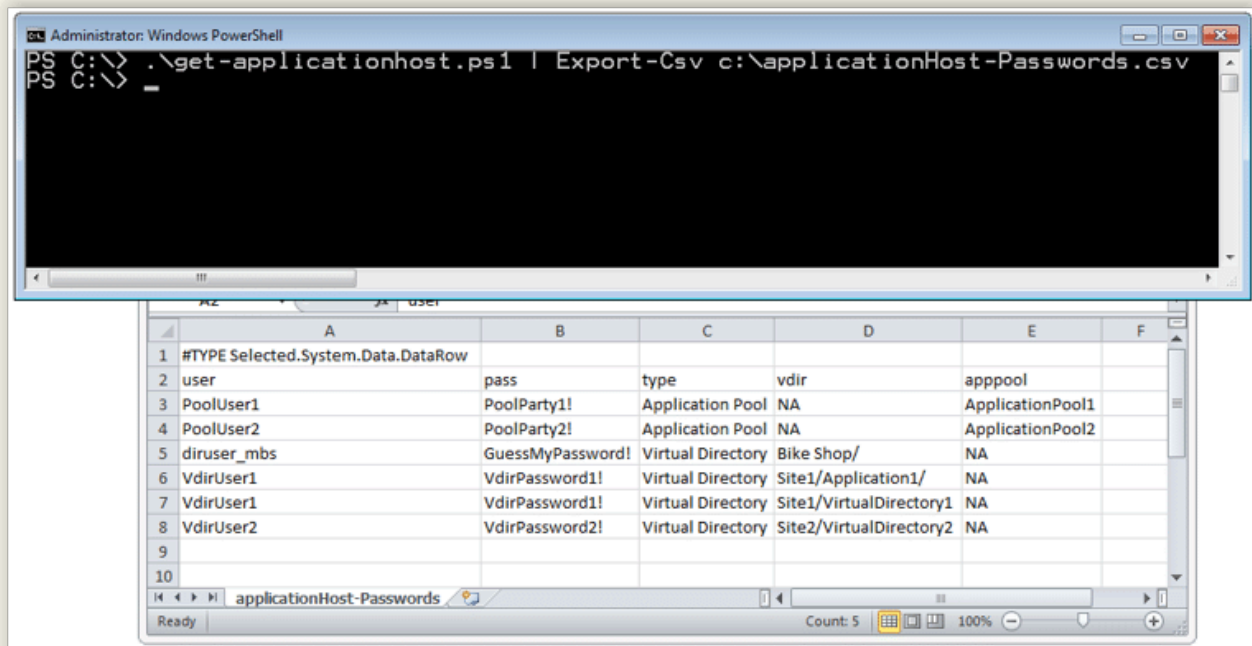 Administrator: Windows PowerShell
PS C:\> .\get-applicationhost.ps1 | Export-Csv c:\applicationHost-Passwords.csv
PS C:\> _
A2 user
A B C D E F
1 #TYPE Selected.System.Data.DataRow
2 user pass type vdir apppool
3 PoolUser1 PoolParty1! Application Pool NA ApplicationPool1
4 PoolUser2 PoolParty2! Application Pool NA ApplicationPool2
5 diruser_mbs GuessMyPassword! Virtual Directory Bike Shop/ NA
6 VdirUser1 VdirPassword1! Virtual Directory Site1/Application1/ NA
7 VdirUser1 VdirPassword1! Virtual Directory Site1/VirtualDirectory1 NA
8 VdirUser2 VdirPassword2! Virtual Directory Site2/VirtualDirectory2 NA
9
10
applicationHost-Passwords
Ready Count: 5 100%